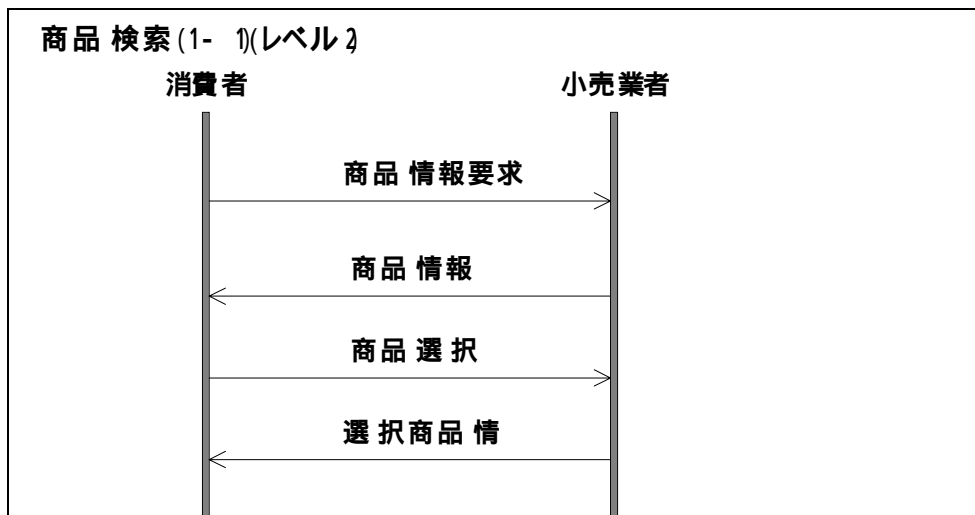 商品検索(1- 1)(レベル2)
消費者 小売業者
商品情報要求
商品情報
商品選択
選択商品情